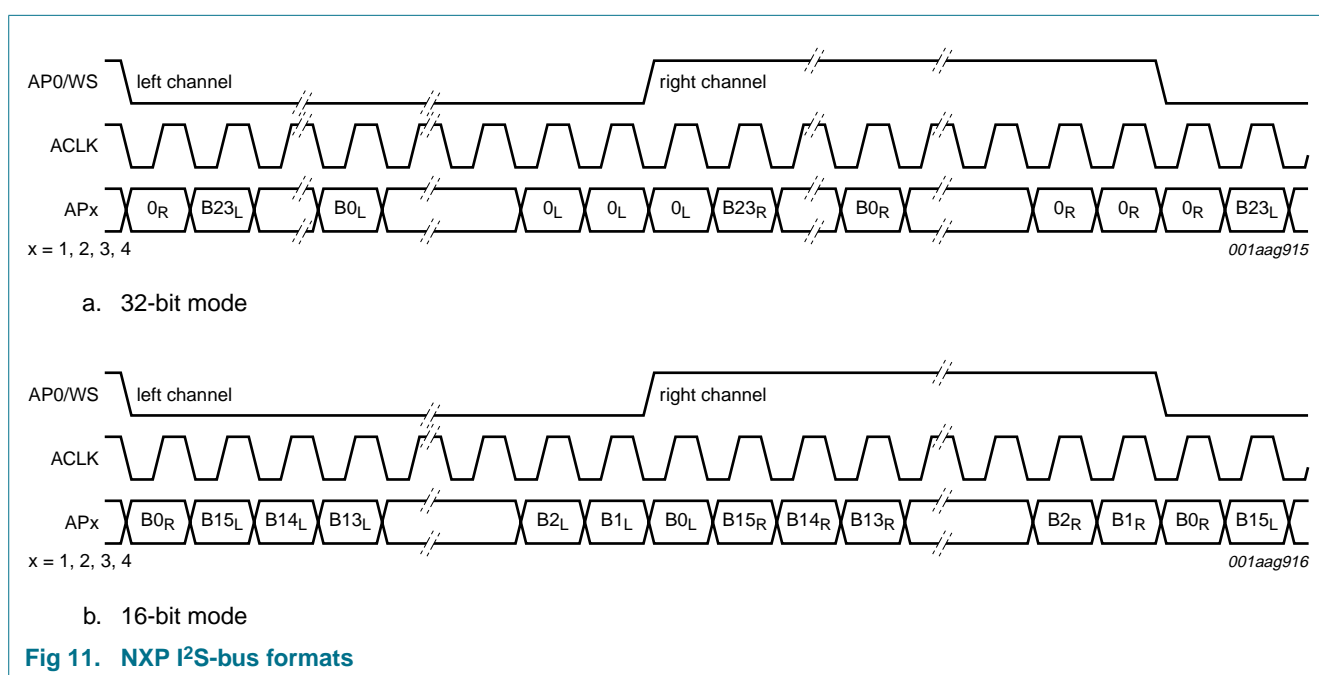 AP0/WS left channel right channel
ACLK
APx 0R B23L B0L 0L 0L 0L B23R B0R 0R 0R 0R B23L
x = 1, 2, 3, 4 001aag915
a. 32-bit mode
AP0/WS left channel right channel
ACLK
APx B0R B15L B14L B13L B2L B1L B0L B15R B14R B13R B2R B1R B0R B15L
x = 1, 2, 3, 4 001aag916
b. 16-bit mode
Fig 11. NXP I²S-bus formats